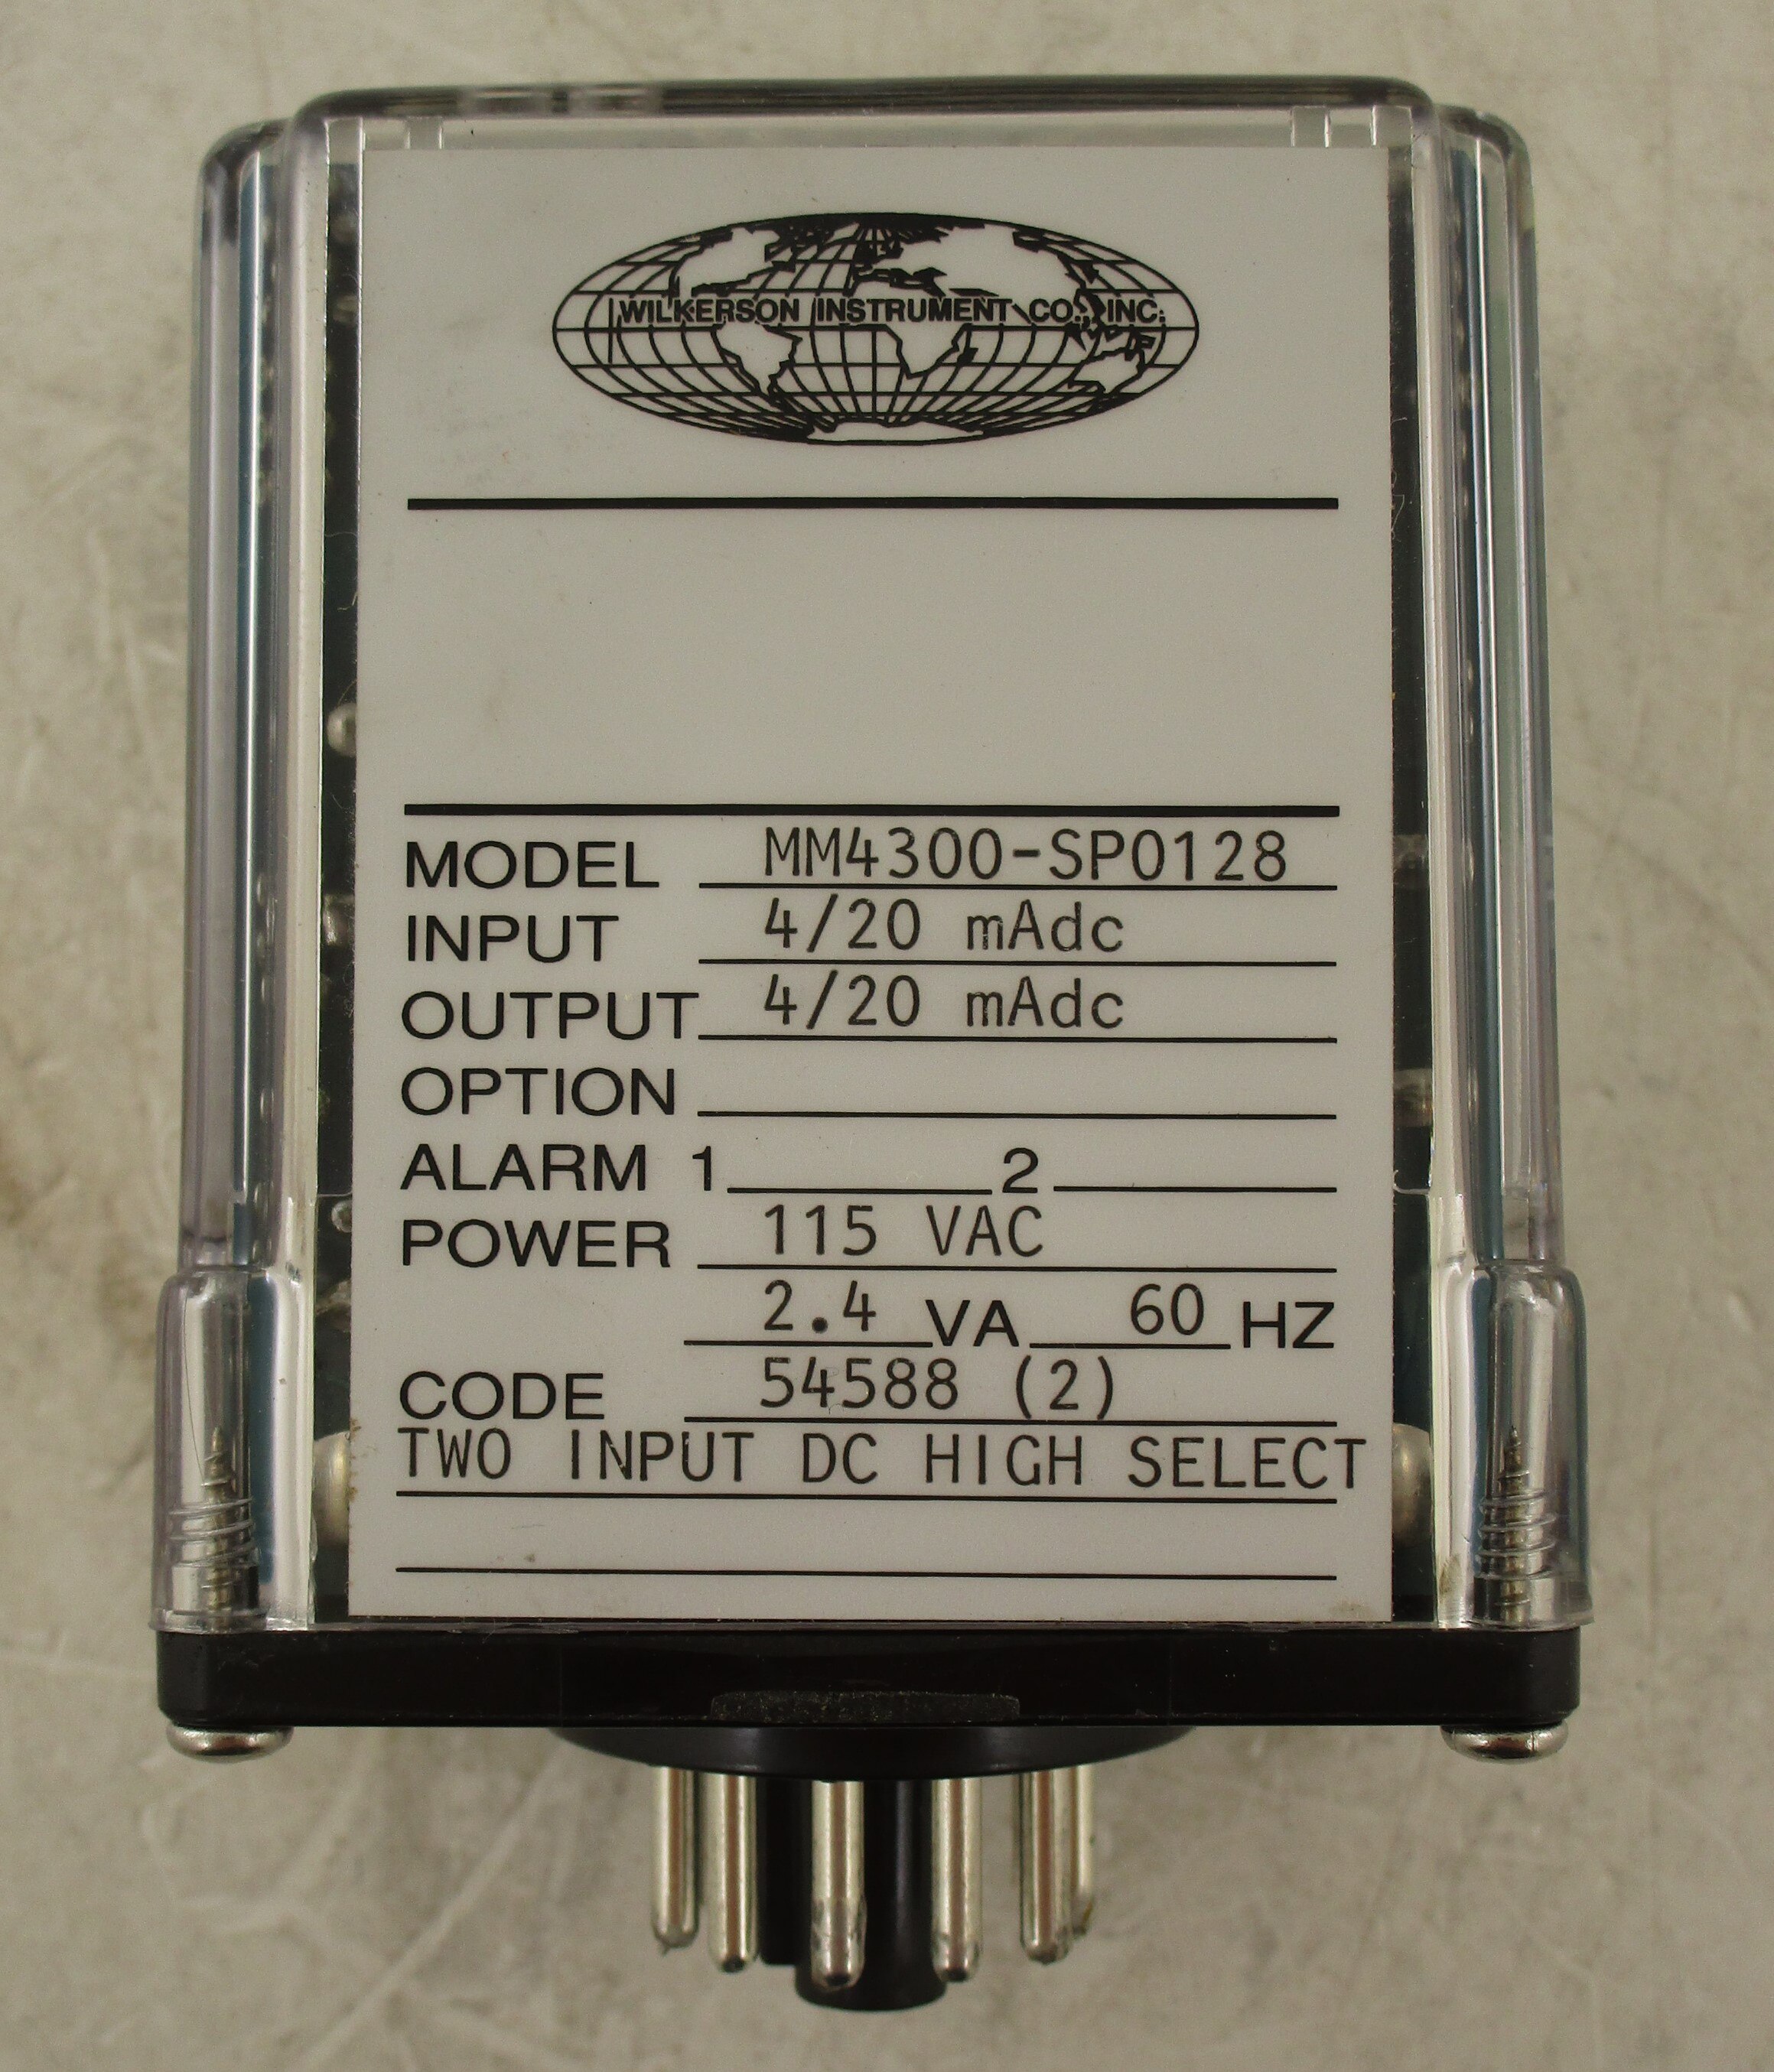 WILKERSON INSTRUMENT CO., INC.
MODEL MM4300-SP0128
INPUT 4/20 mAdc
OUTPUT 4/20 mAdc
OPTION
ALARM 1 2
POWER 115 VAC
2.4 VA 60 HZ
CODE 54588 (2)
TWO INPUT DC HIGH SELECT